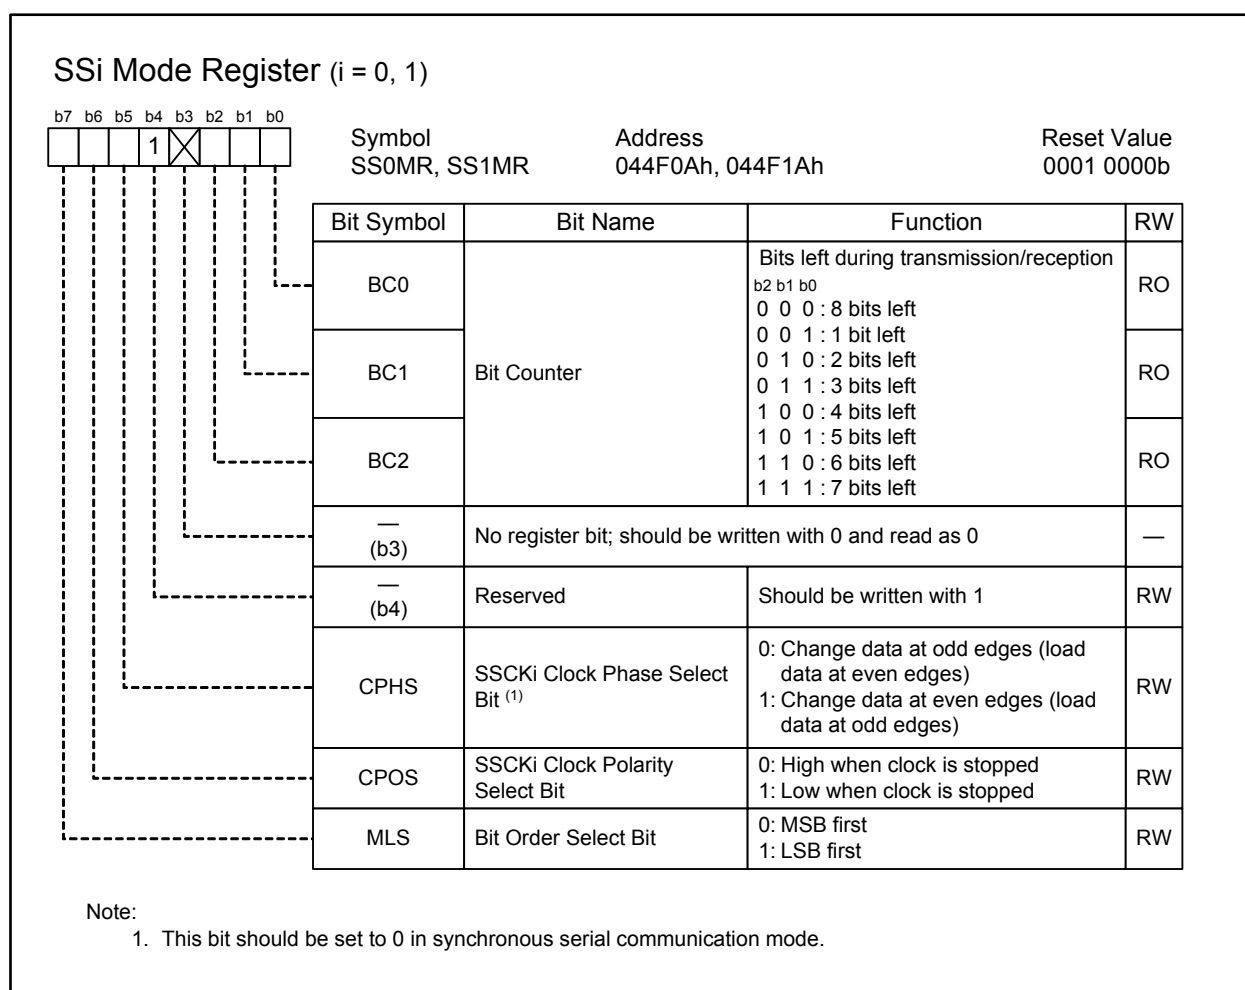 SSi Mode Register (i = 0, 1)
b7 b6 b5 b4 b3 b2 b1 b0
1
Symbol Address Reset Value
SS0MR, SS1MR 044F0Ah, 044F1Ah 0001 0000b
Bit Symbol Bit Name Function RW
BC0 Bit Counter RO
Bits left during transmission/reception
b2 b1 b0
0 0 0 : 8 bits left
0 0 1 : 1 bit left
0 1 0 : 2 bits left
0 1 1 : 3 bits left
1 0 0 : 4 bits left
1 0 1 : 5 bits left
1 1 0 : 6 bits left
1 1 1 : 7 bits left
BC1 RO
BC2 RO
—
(b3) No register bit; should be written with 0 and read as 0 —
—
(b4) Reserved Should be written with 1 RW
CPHS SSCKi Clock Phase Select
Bit (1)
0: Change data at odd edges (load
data at even edges)
1: Change data at even edges (load
data at odd edges)
RW
CPOS SSCKi Clock Polarity
Select Bit
0: High when clock is stopped
1: Low when clock is stopped
RW
MLS Bit Order Select Bit
0: MSB first
1: LSB first
RW
Note:
1. This bit should be set to 0 in synchronous serial communication mode.